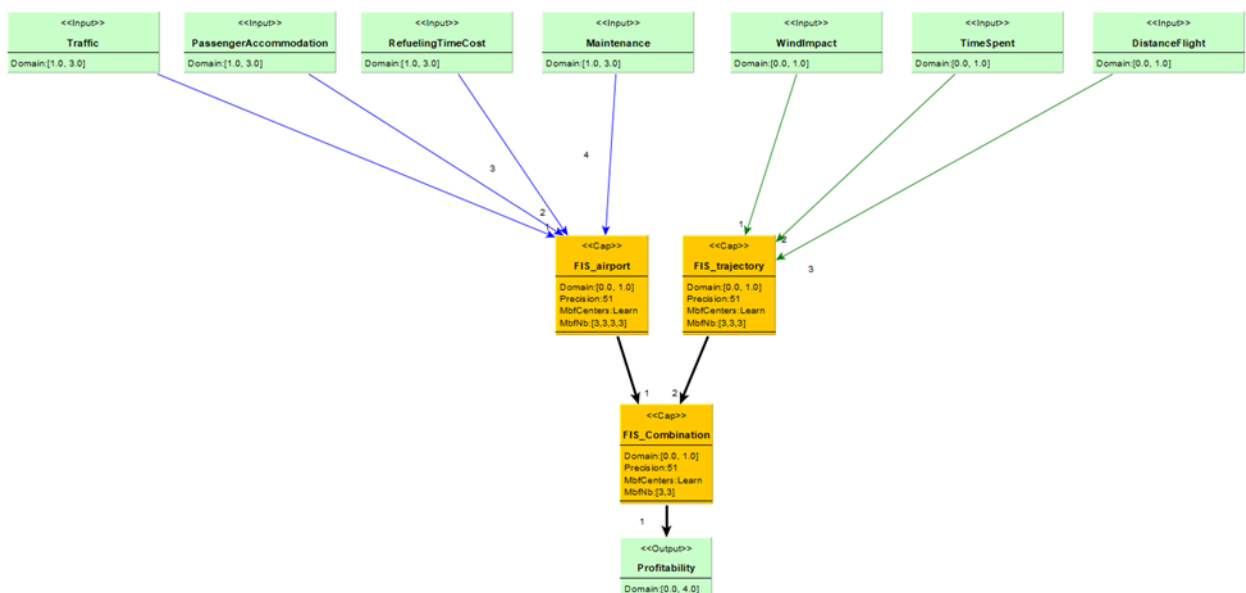 <<Input>>
Traffic
Domain:[1.0, 3.0]
<<Input>>
PassengerAccommodation
Domain:[1.0, 3.0]
<<Input>>
RefuelingTimeCost
Domain:[1.0, 3.0]
<<Input>>
Maintenance
Domain:[1.0, 3.0]
<<Input>>
WindImpact
Domain:[0.0, 1.0]
<<Input>>
TimeSpent
Domain:[0.0, 1.0]
<<Input>>
DistanceFlight
Domain:[0.0, 1.0]
3
4
2
1
1
2
3
<<Cap>>
FIS_airport
Domain:[0.0, 1.0]
Precision:51
MbfCenters:Learn
MbfNb:[3,3,3,3]
<<Cap>>
FIS_trajectory
Domain:[0.0, 1.0]
Precision:51
MbfCenters:Learn
MbfNb:[3,3,3]
1
2
<<Cap>>
FIS_Combination
Domain:[0.0, 1.0]
Precision:51
MbfCenters:Learn
MbfNb:[3,3]
1
<<Output>>
Profitability
Domain:[0.0, 4.0]